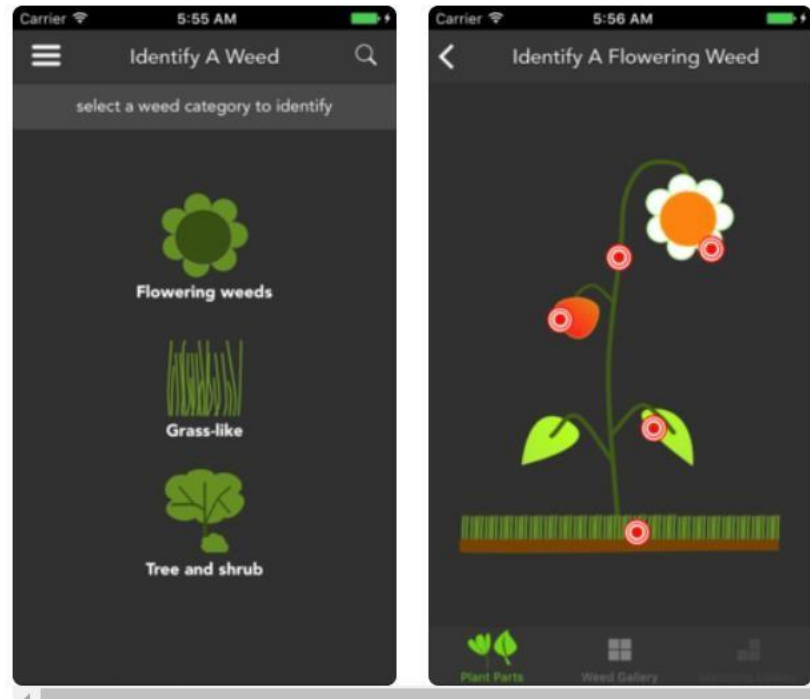 Carrier
5:55 AM
Identify A Weed
select a weed category to identify
Flowering weeds
Grass-like
Tree and shrub
Carrier
5:56 AM
Identify A Flowering Weed
Plant Parts
Weed Gallery